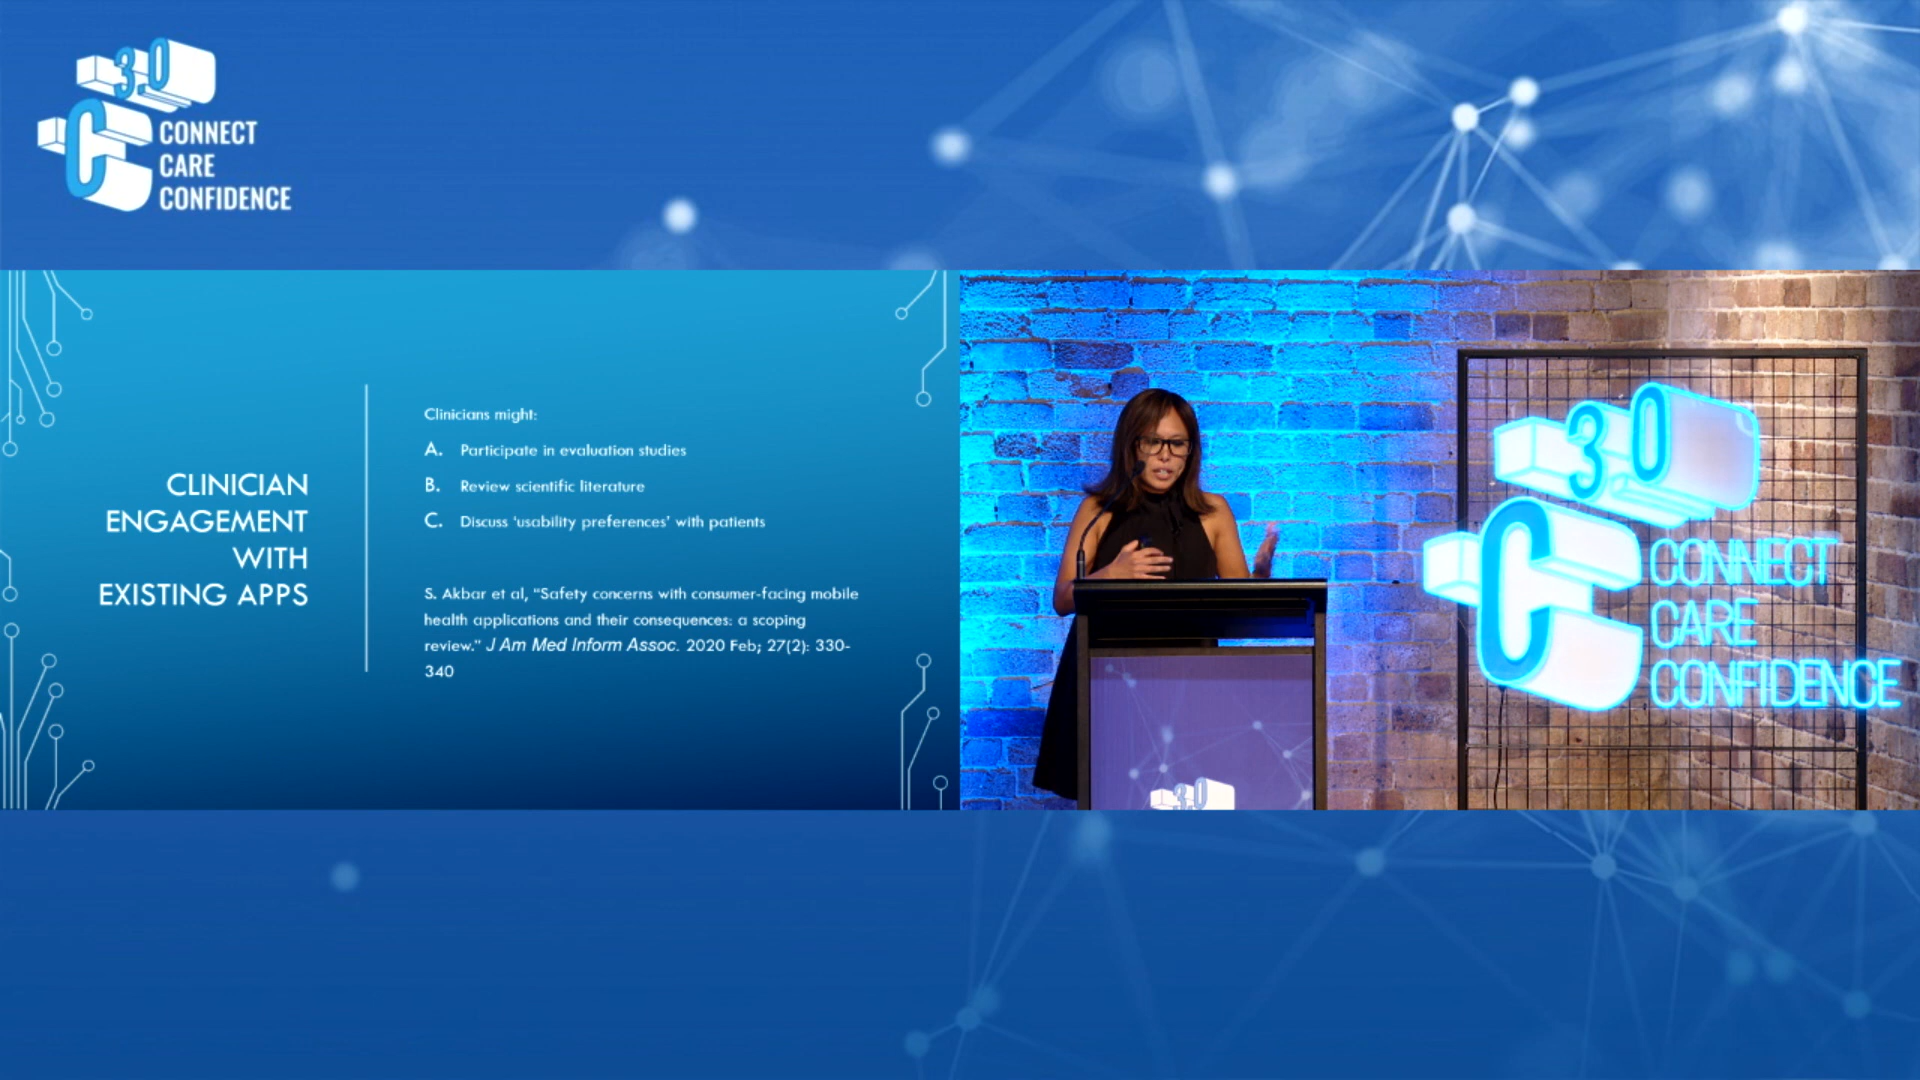 3.0
C
CONNECT
CARE
CONFIDENCE
CLINICIAN
ENGAGEMENT
WITH
EXISTING APPS
Clinicians might:
A. Participate in evaluation studies
B. Review scientific literature
C. Discuss ‘usability preferences’ with patients
S. Akbar et al, “Safety concerns with consumer-facing mobile
health applications and their consequences: a scoping
review.” J Am Med Inform Assoc. 2020 Feb; 27(2): 330-
340
3.0
C
CONNECT
CARE
CONFIDENCE
3.0